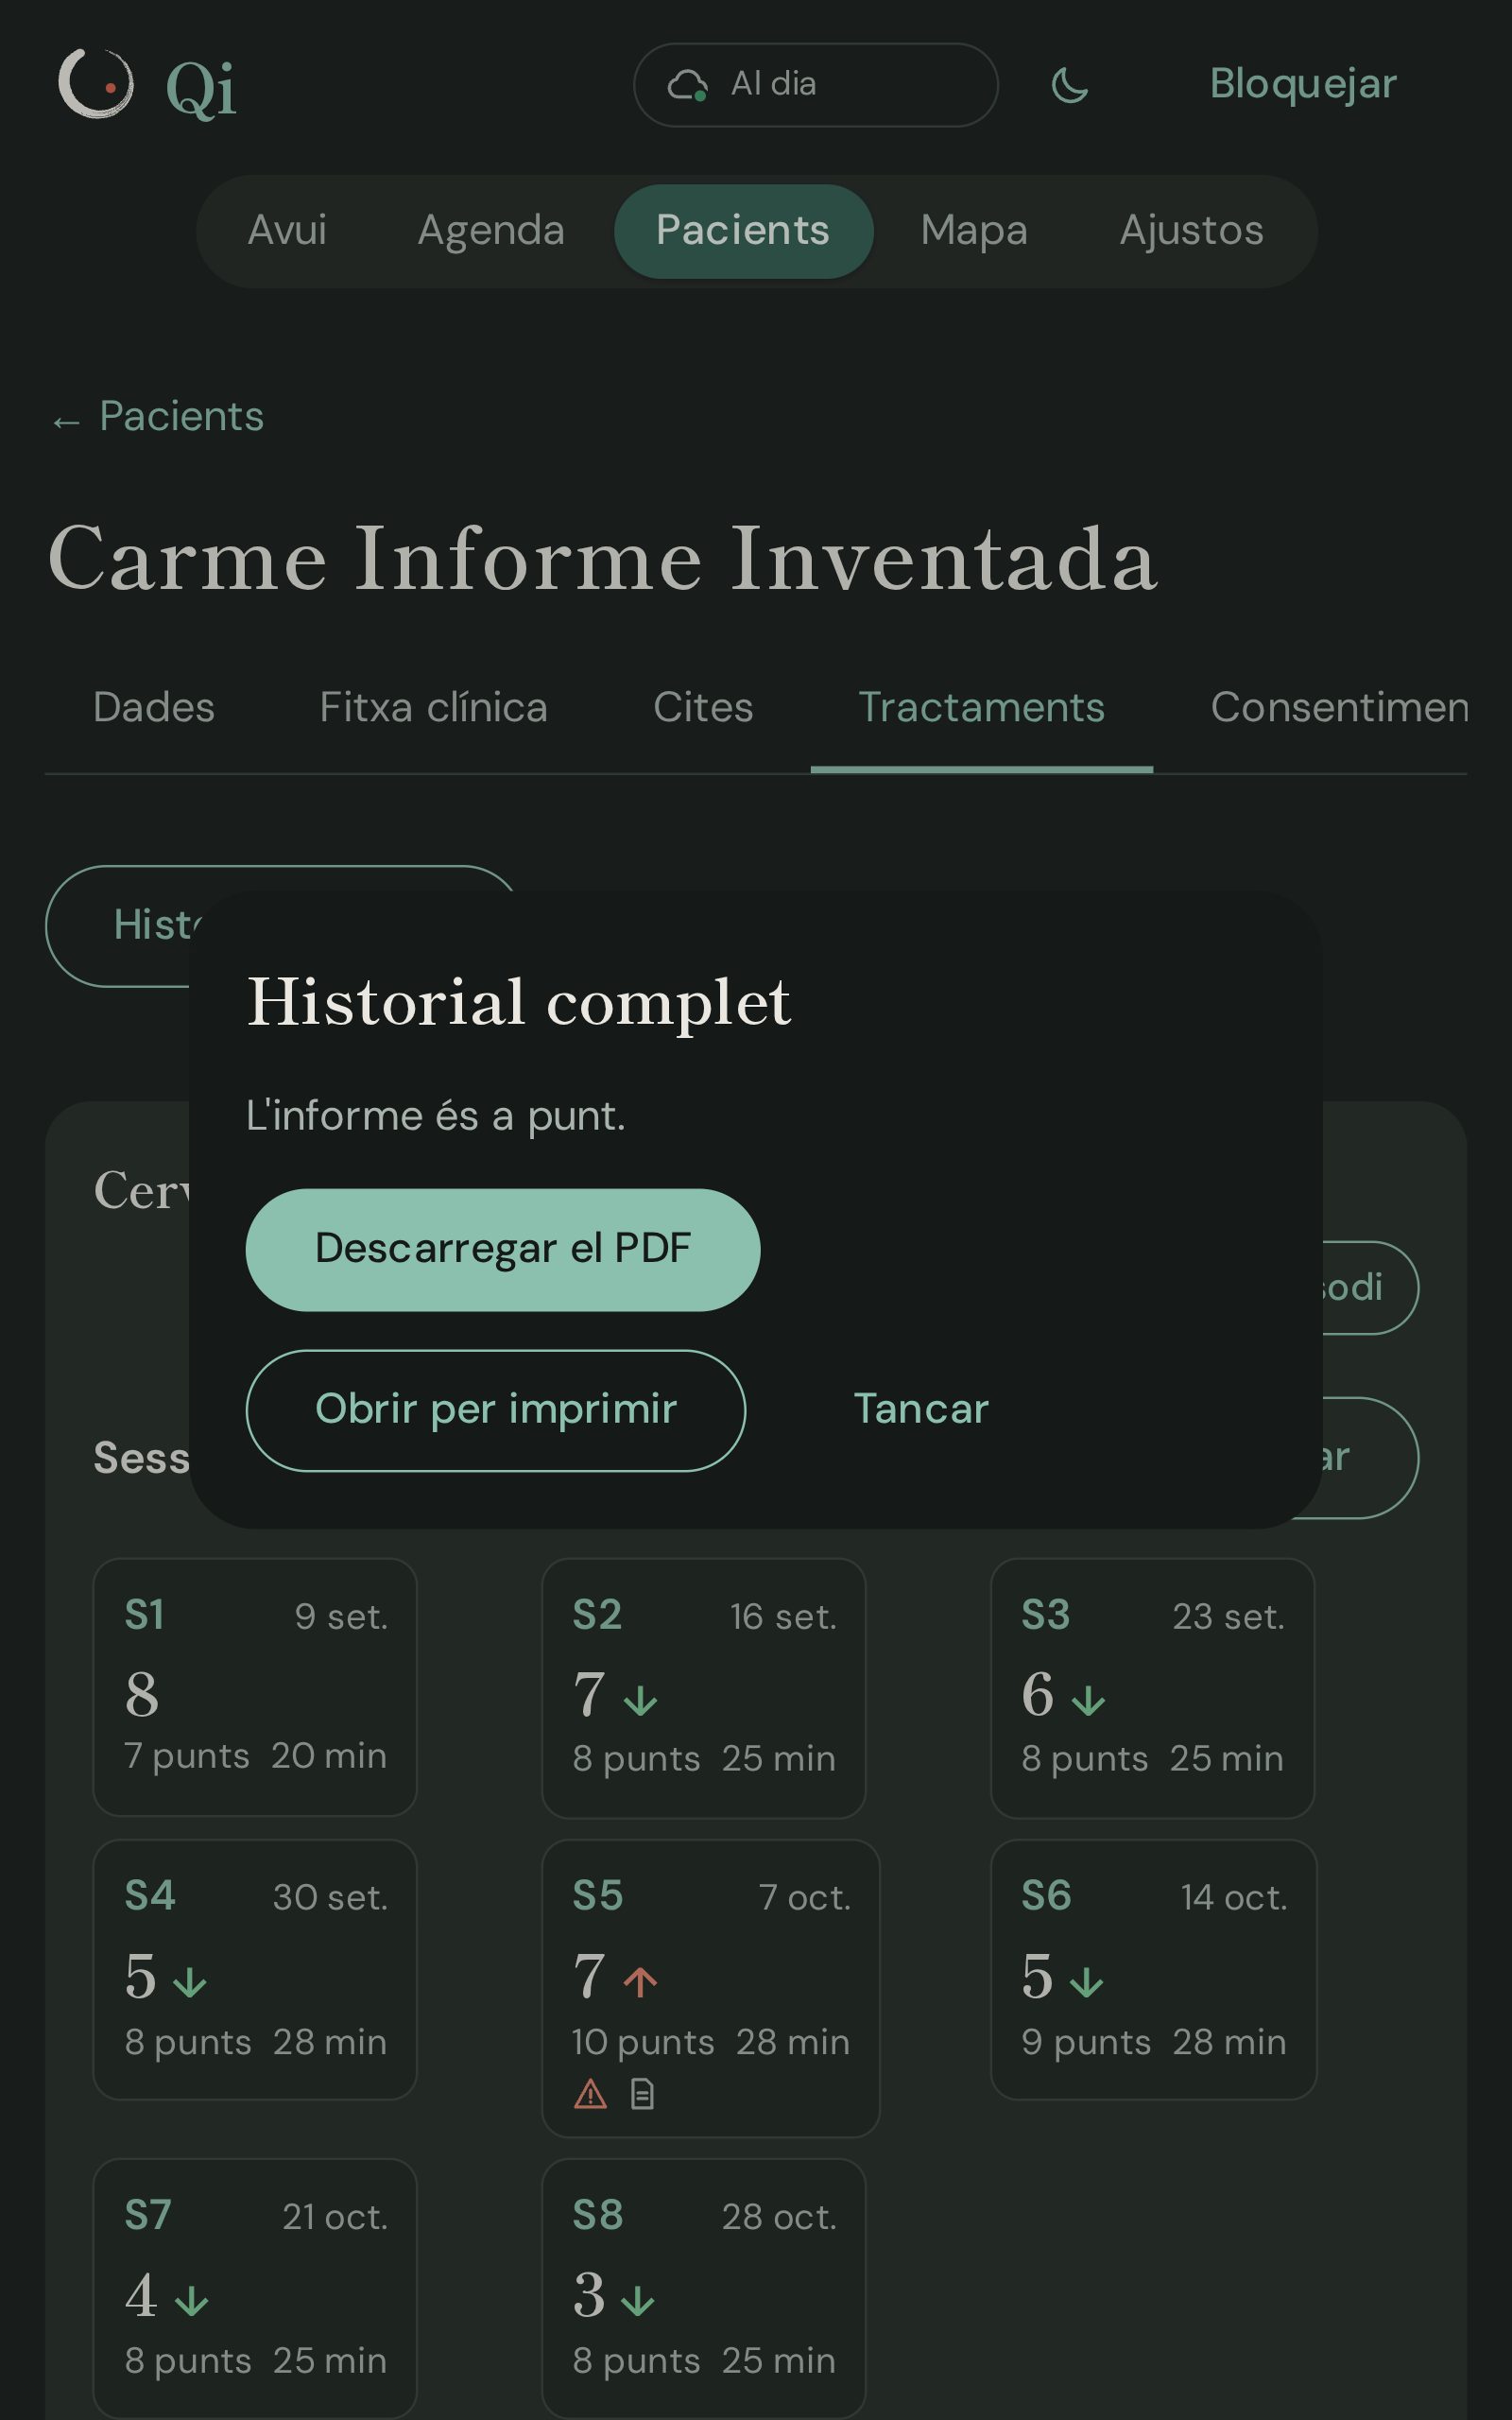 Qi
Al dia
Bloquejar
Avui Agenda Pacients Mapa Ajustos
← Pacients
Carme Informe Inventada
Dades Fitxa clínica Cites Tractaments Consentimen
Historial complet
L'informe és a punt.
Descarregar el PDF
Obrir per imprimir Tancar
S1 9 set.
8
7 punts 20 min
S2 16 set.
7 ↓
8 punts 25 min
S3 23 set.
6 ↓
8 punts 25 min
S4 30 set.
5 ↓
8 punts 28 min
S5 7 oct.
7 ↑
10 punts 28 min
S6 14 oct.
5 ↓
9 punts 28 min
S7 21 oct.
4 ↓
8 punts 25 min
S8 28 oct.
3 ↓
8 punts 25 min